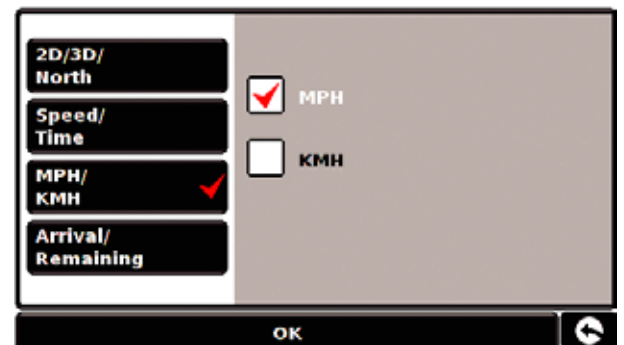 2D/3D/
North
Speed/
Time
MPH/
KMH
Arrival/
Remaining
MPH
KMH
OK